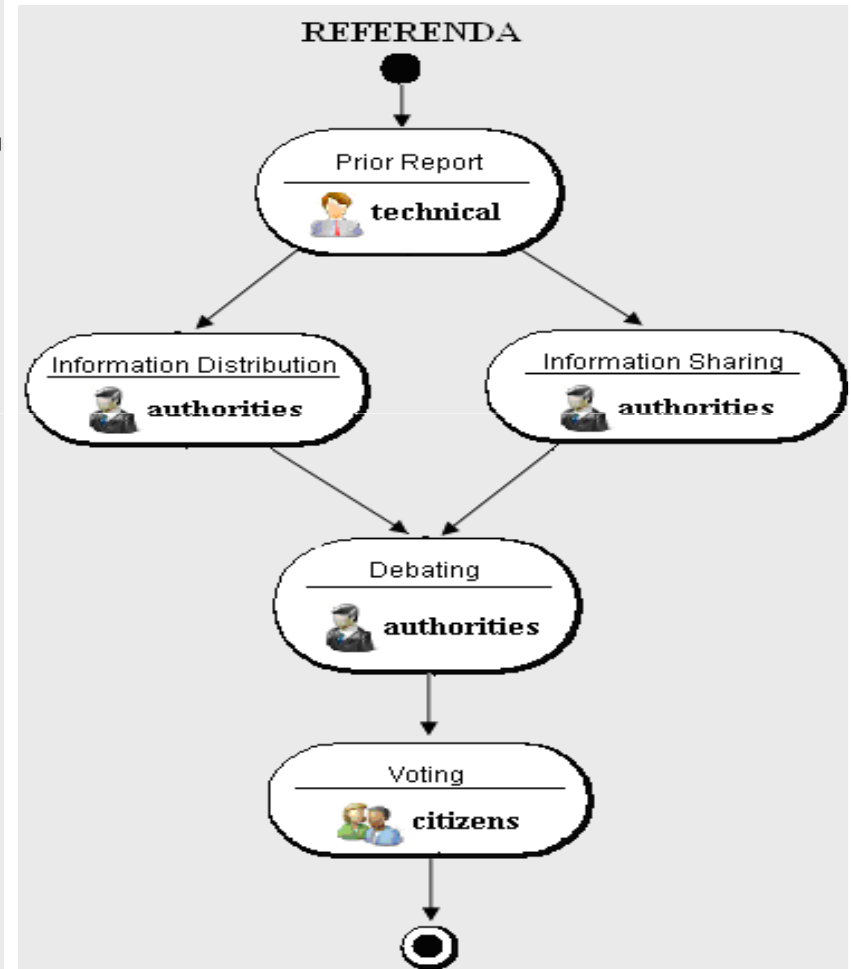 REFERENDA
Prior Report
technical
Information Distribution
authorities
Information Sharing
authorities
Debating
authorities
Voting
citizens